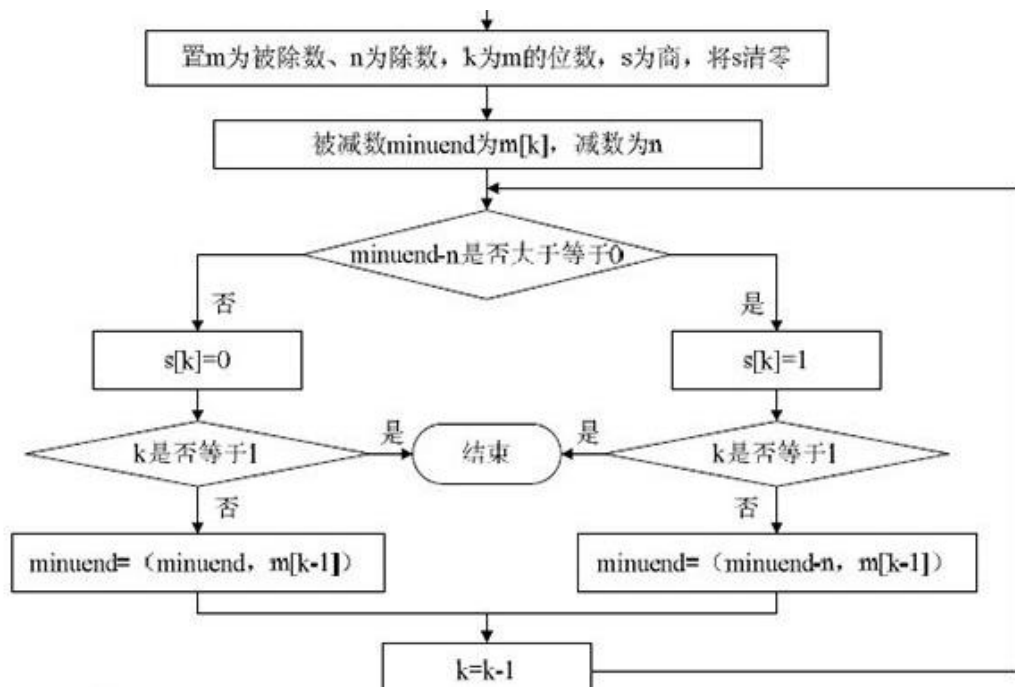 置m为被除数、n为除数，k为m的位数，s为商，将s清零
被减数minuend为m[k]，减数为n
minuend-n是否大于等于0
否
是
s[k]=0
s[k]=1
k是否等于1
是
结束
是
k是否等于1
否
否
minuend=（minuend，m[k-1]）
minuend=（minuend-n，m[k-1]）
k=k-1